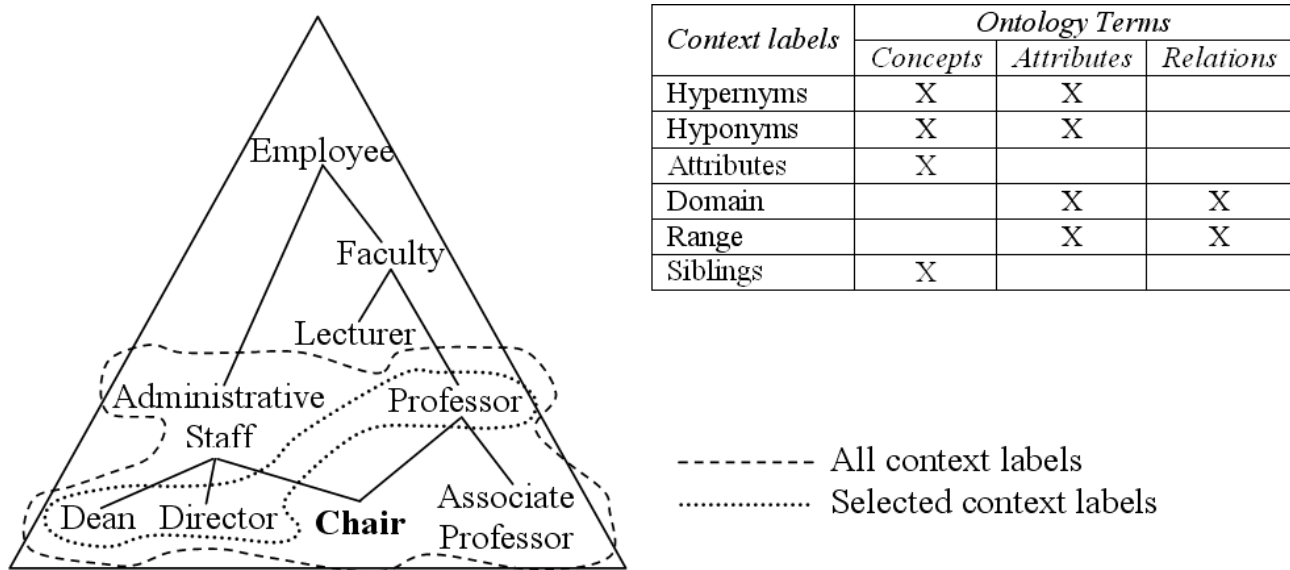 Employee
Faculty
Lecturer
Administrative
Staff
Professor
Dean
Director
Chair
Associate
Professor
Context labels Ontology Terms
Concepts Attributes Relations
Hypernyms X X
Hyponyms X X
Attributes X
Domain X X
Range X X
Siblings X
All context labels
Selected context labels